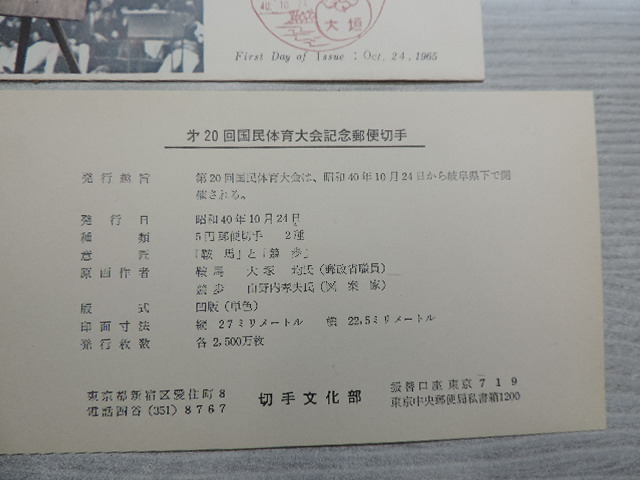 40.10.24
大垣
First Day of Issue : Oct. 24, 1965
才20回国民体育大会記念郵便切手
発行趣旨 第20回国民体育大会は、昭和40年10月24日から岐阜県下で開
催される。
発行日 昭和40年10月24日
種類 5円郵便切手 2種
意匠 「鞍馬」と「競歩」
原画作者 鞍馬 大塚 均氏(郵政省職員)
競歩 山野内孝夫氏(図案家)
版式 凹版(単色)
印面寸法 縦 27ミリメートル 横 22,5ミリメートル
発行枚数 各2,500万枚
東京都新宿区愛住町8
電話四谷(351)8767
切手文化部
振替口座 東京 719
東京中央郵便局私書箱1200